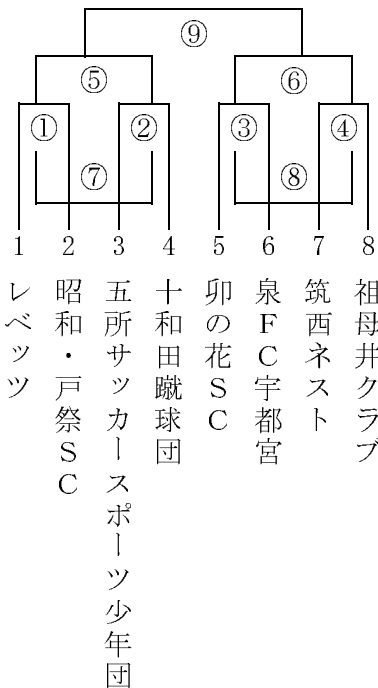 ⑨
⑤ ⑥
① ② ③ ④
⑦ ⑧
1 2 3 4 5 6 7 8
レベッツ
昭和・戸祭SC
五所サッカースポーツ少年団
十和田蹴球団
卯の花SC
泉FC宇都宮
筑西ネスト
祖母井クラブ